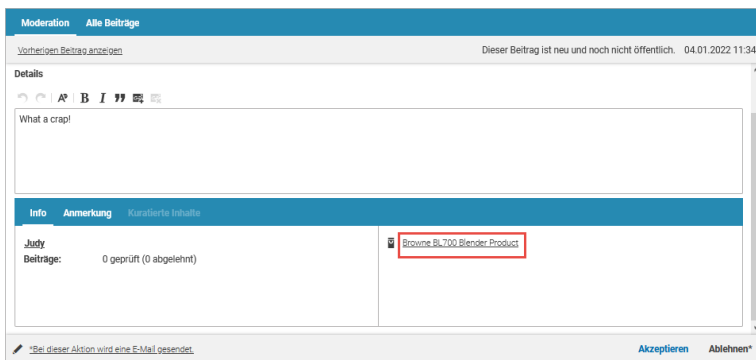 Moderation Alle Beiträge
Vorherigen Beitrag anzeigen Dieser Beitrag ist neu und noch nicht öffentlich. 04.01.2022 11:34
Details
B I
What a crap!
Info Anmerkung Kuratierte Inhalte
Judy Browne BL700 Blender Product
Beiträge: 0 geprüft (0 abgelehnt)
*Bei dieser Aktion wird eine E-Mail gesendet. Akzeptieren Ablehnen*